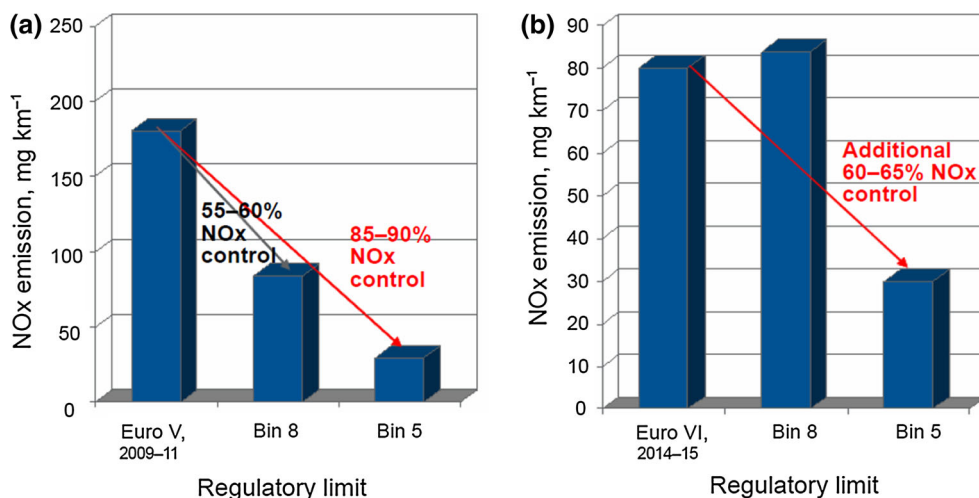 (a)
NOx emission, mg km⁻¹
250
200
150
100
50
0
55–60%
NOx
control
85–90%
NOx
control
Euro V,
2009–11
Bin 8
Bin 5
Regulatory limit
(b)
NOx emission, mg km⁻¹
90
80
70
60
50
40
30
20
10
0
Additional
60–65% NOx
control
Euro VI,
2014–15
Bin 8
Bin 5
Regulatory limit